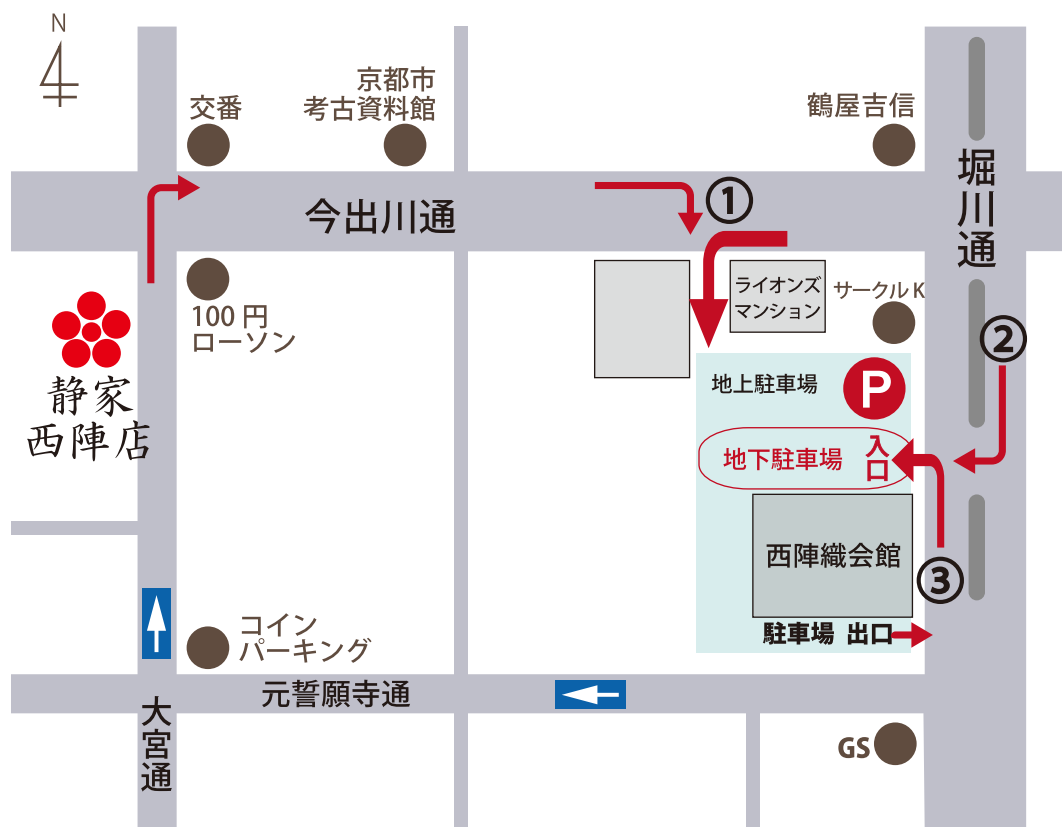 N
交番
京都市
考古資料館
鶴屋吉信
堀川通
今出川通
①
ライオンズ
マンション
サークルK
100円
ローソン
②
静家
西陣店
地上駐車場
P
地下駐車場
入口
西陣織会館
③
駐車場 出口
コイン
パーキング
元誓願寺通
大宮通
GS